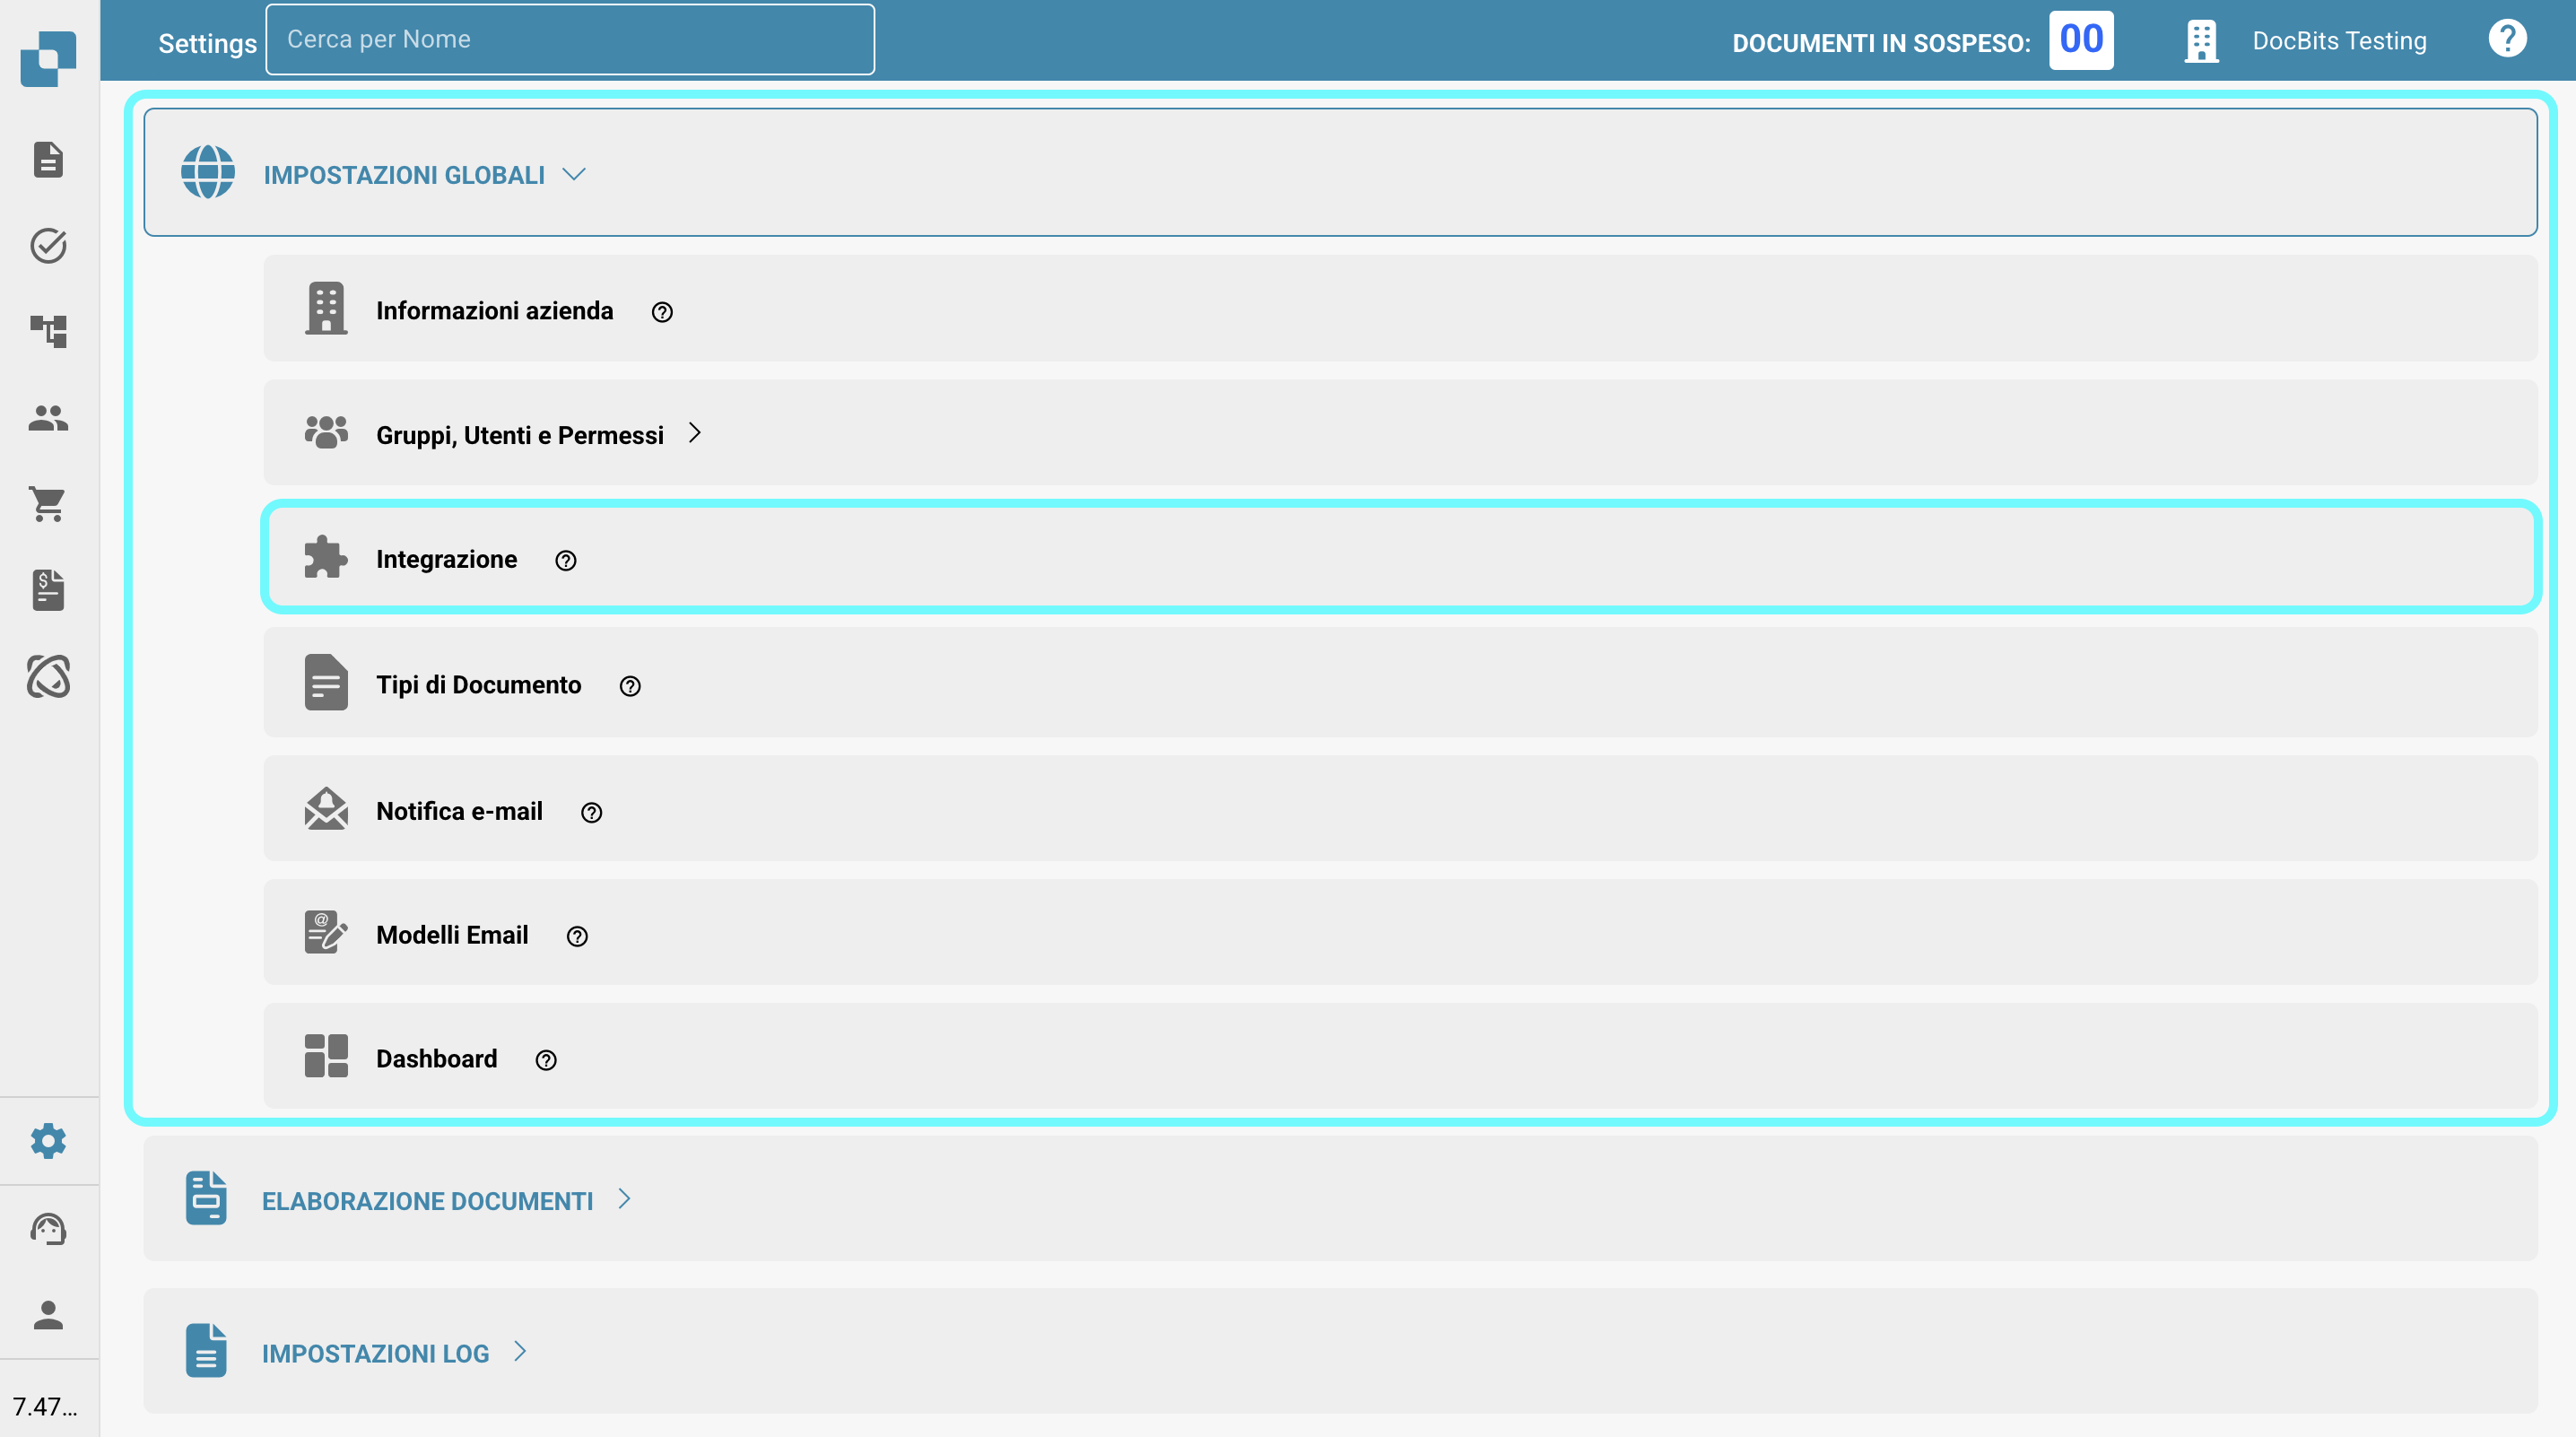 Settings
Cerca per Nome
DOCUMENTI IN SOSPESO:
00
DocBits Testing
IMPOSTAZIONI GLOBALI
Informazioni azienda
Gruppi, Utenti e Permessi
Integrazione
Tipi di Documento
Notifica e-mail
Modelli Email
Dashboard
ELABORAZIONE DOCUMENTI
IMPOSTAZIONI LOG
7.47...